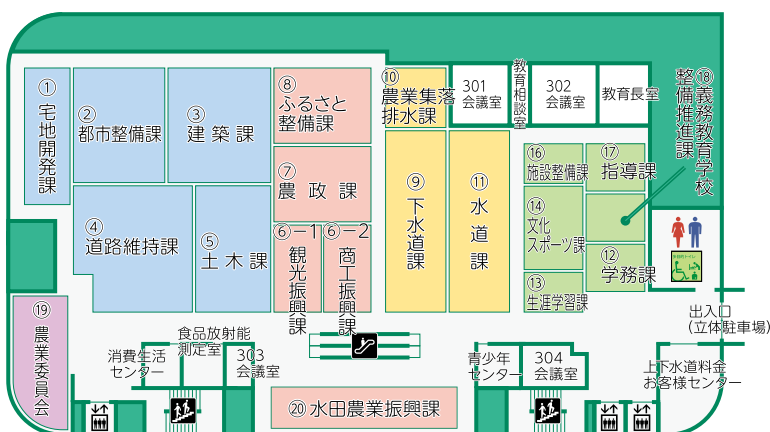 ① 宅地開発課
②
都市整備課
③
建築課
④
道路維持課
⑤
土木課
⑧
ふるさと
整備課
⑦
農政課
⑥−1
観光振興課
⑥−2
商工振興課
⑩
農業集落
排水課
⑨
下水道課
⑪
水道課
301
会議室
教育相談室
302
会議室
教育長室
⑱義務教育学校
整備推進課
⑯
施設整備課
⑰
指導課
⑭
文化
スポーツ課
⑬
生涯学習課
⑫
学務課
多目的トイレ
出入口
(立体駐車場)
⑲
農業委員会
消費生活
センター
食品放射能
測定室
303
会議室
青少年
センター
304
会議室
上下水道料金
お客様センター
⑳水田農業振興課